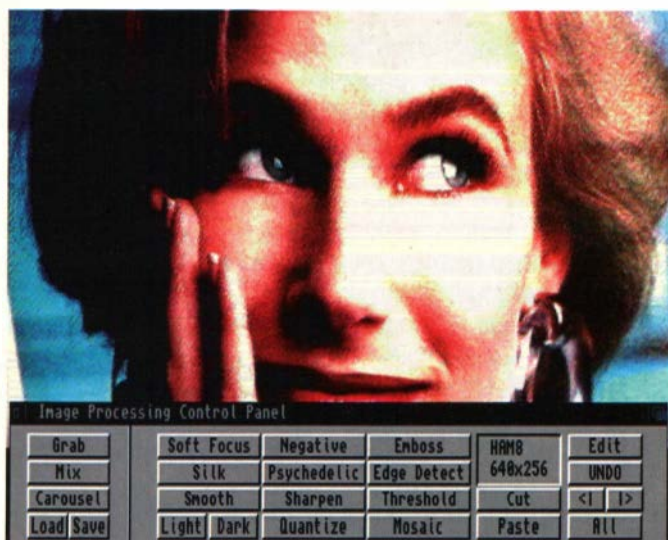 Image Processing Control Panel
Grab Soft Focus Negative Emboss HAM8 Edit
Mix Silk Psychedelic Edge Detect 640x256 UNDO
Carousel Smooth Sharpen Threshold Cut <| |>
Load Save Light Dark Quantize Mosaic Paste All